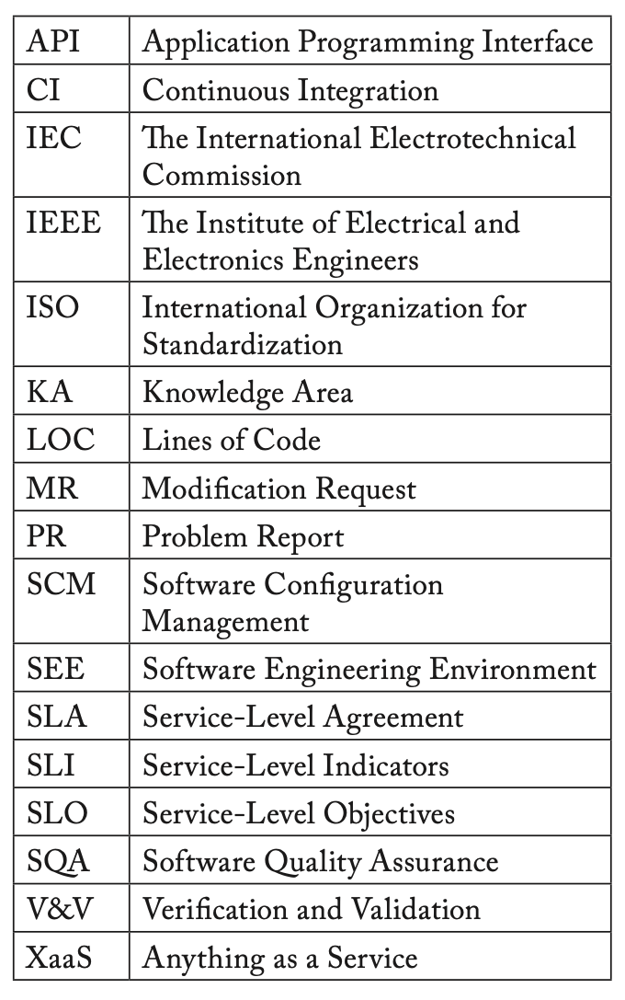 API Application Programming Interface
CI Continuous Integration
IEC The International Electrotechnical
Commission
IEEE The Institute of Electrical and
Electronics Engineers
ISO International Organization for
Standardization
KA Knowledge Area
LOC Lines of Code
MR Modification Request
PR Problem Report
SCM Software Configuration
Management
SEE Software Engineering Environment
SLA Service-Level Agreement
SLI Service-Level Indicators
SLO Service-Level Objectives
SQA Software Quality Assurance
V&V Verification and Validation
XaaS Anything as a Service